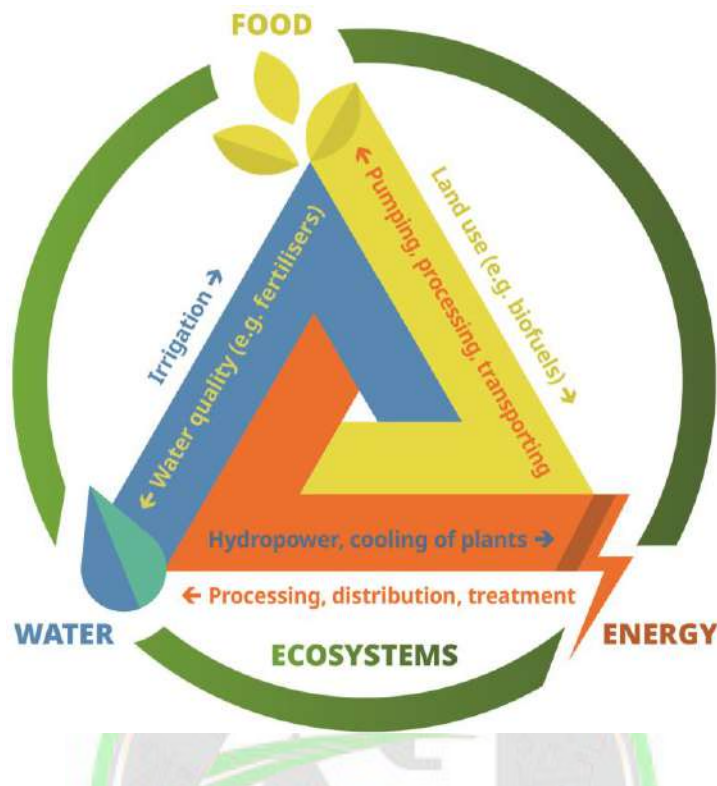 FOOD
Irrigation →
← Water quality (e.g. fertilisers)
← Pumping, processing, transporting
Land use (e.g. biofuels) →
Hydropower, cooling of plants →
← Processing, distribution, treatment
WATER
ECOSYSTEMS
ENERGY